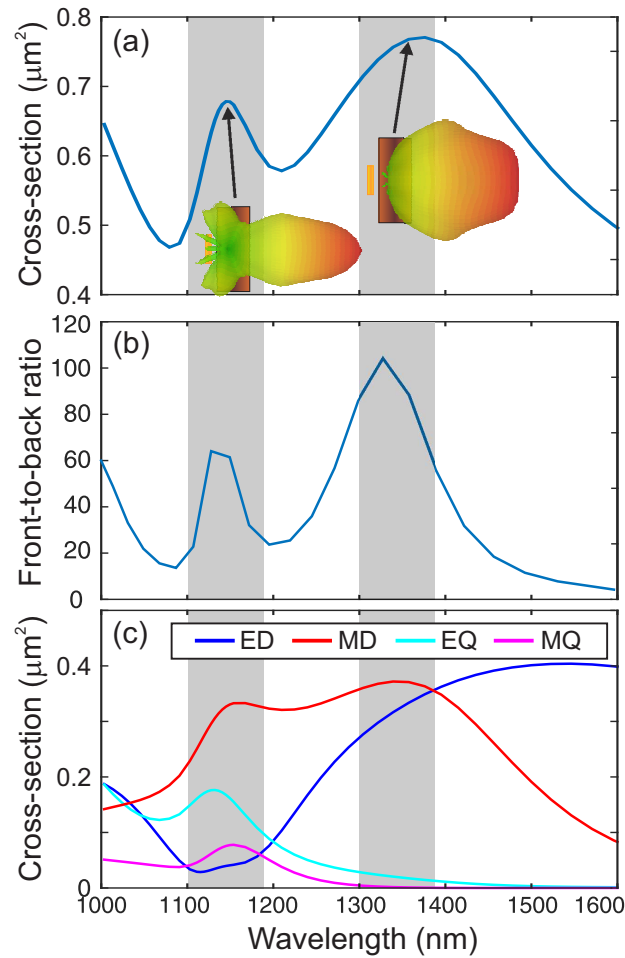 (a)
Cross-section (μm²)
0.8
0.7
0.6
0.5
0.4
(b)
Front-to-back ratio
120
100
80
60
40
20
0
(c)
ED MD EQ MQ
Cross-section (μm²)
0.4
0.2
0
1000 1100 1200 1300 1400 1500 1600
Wavelength (nm)